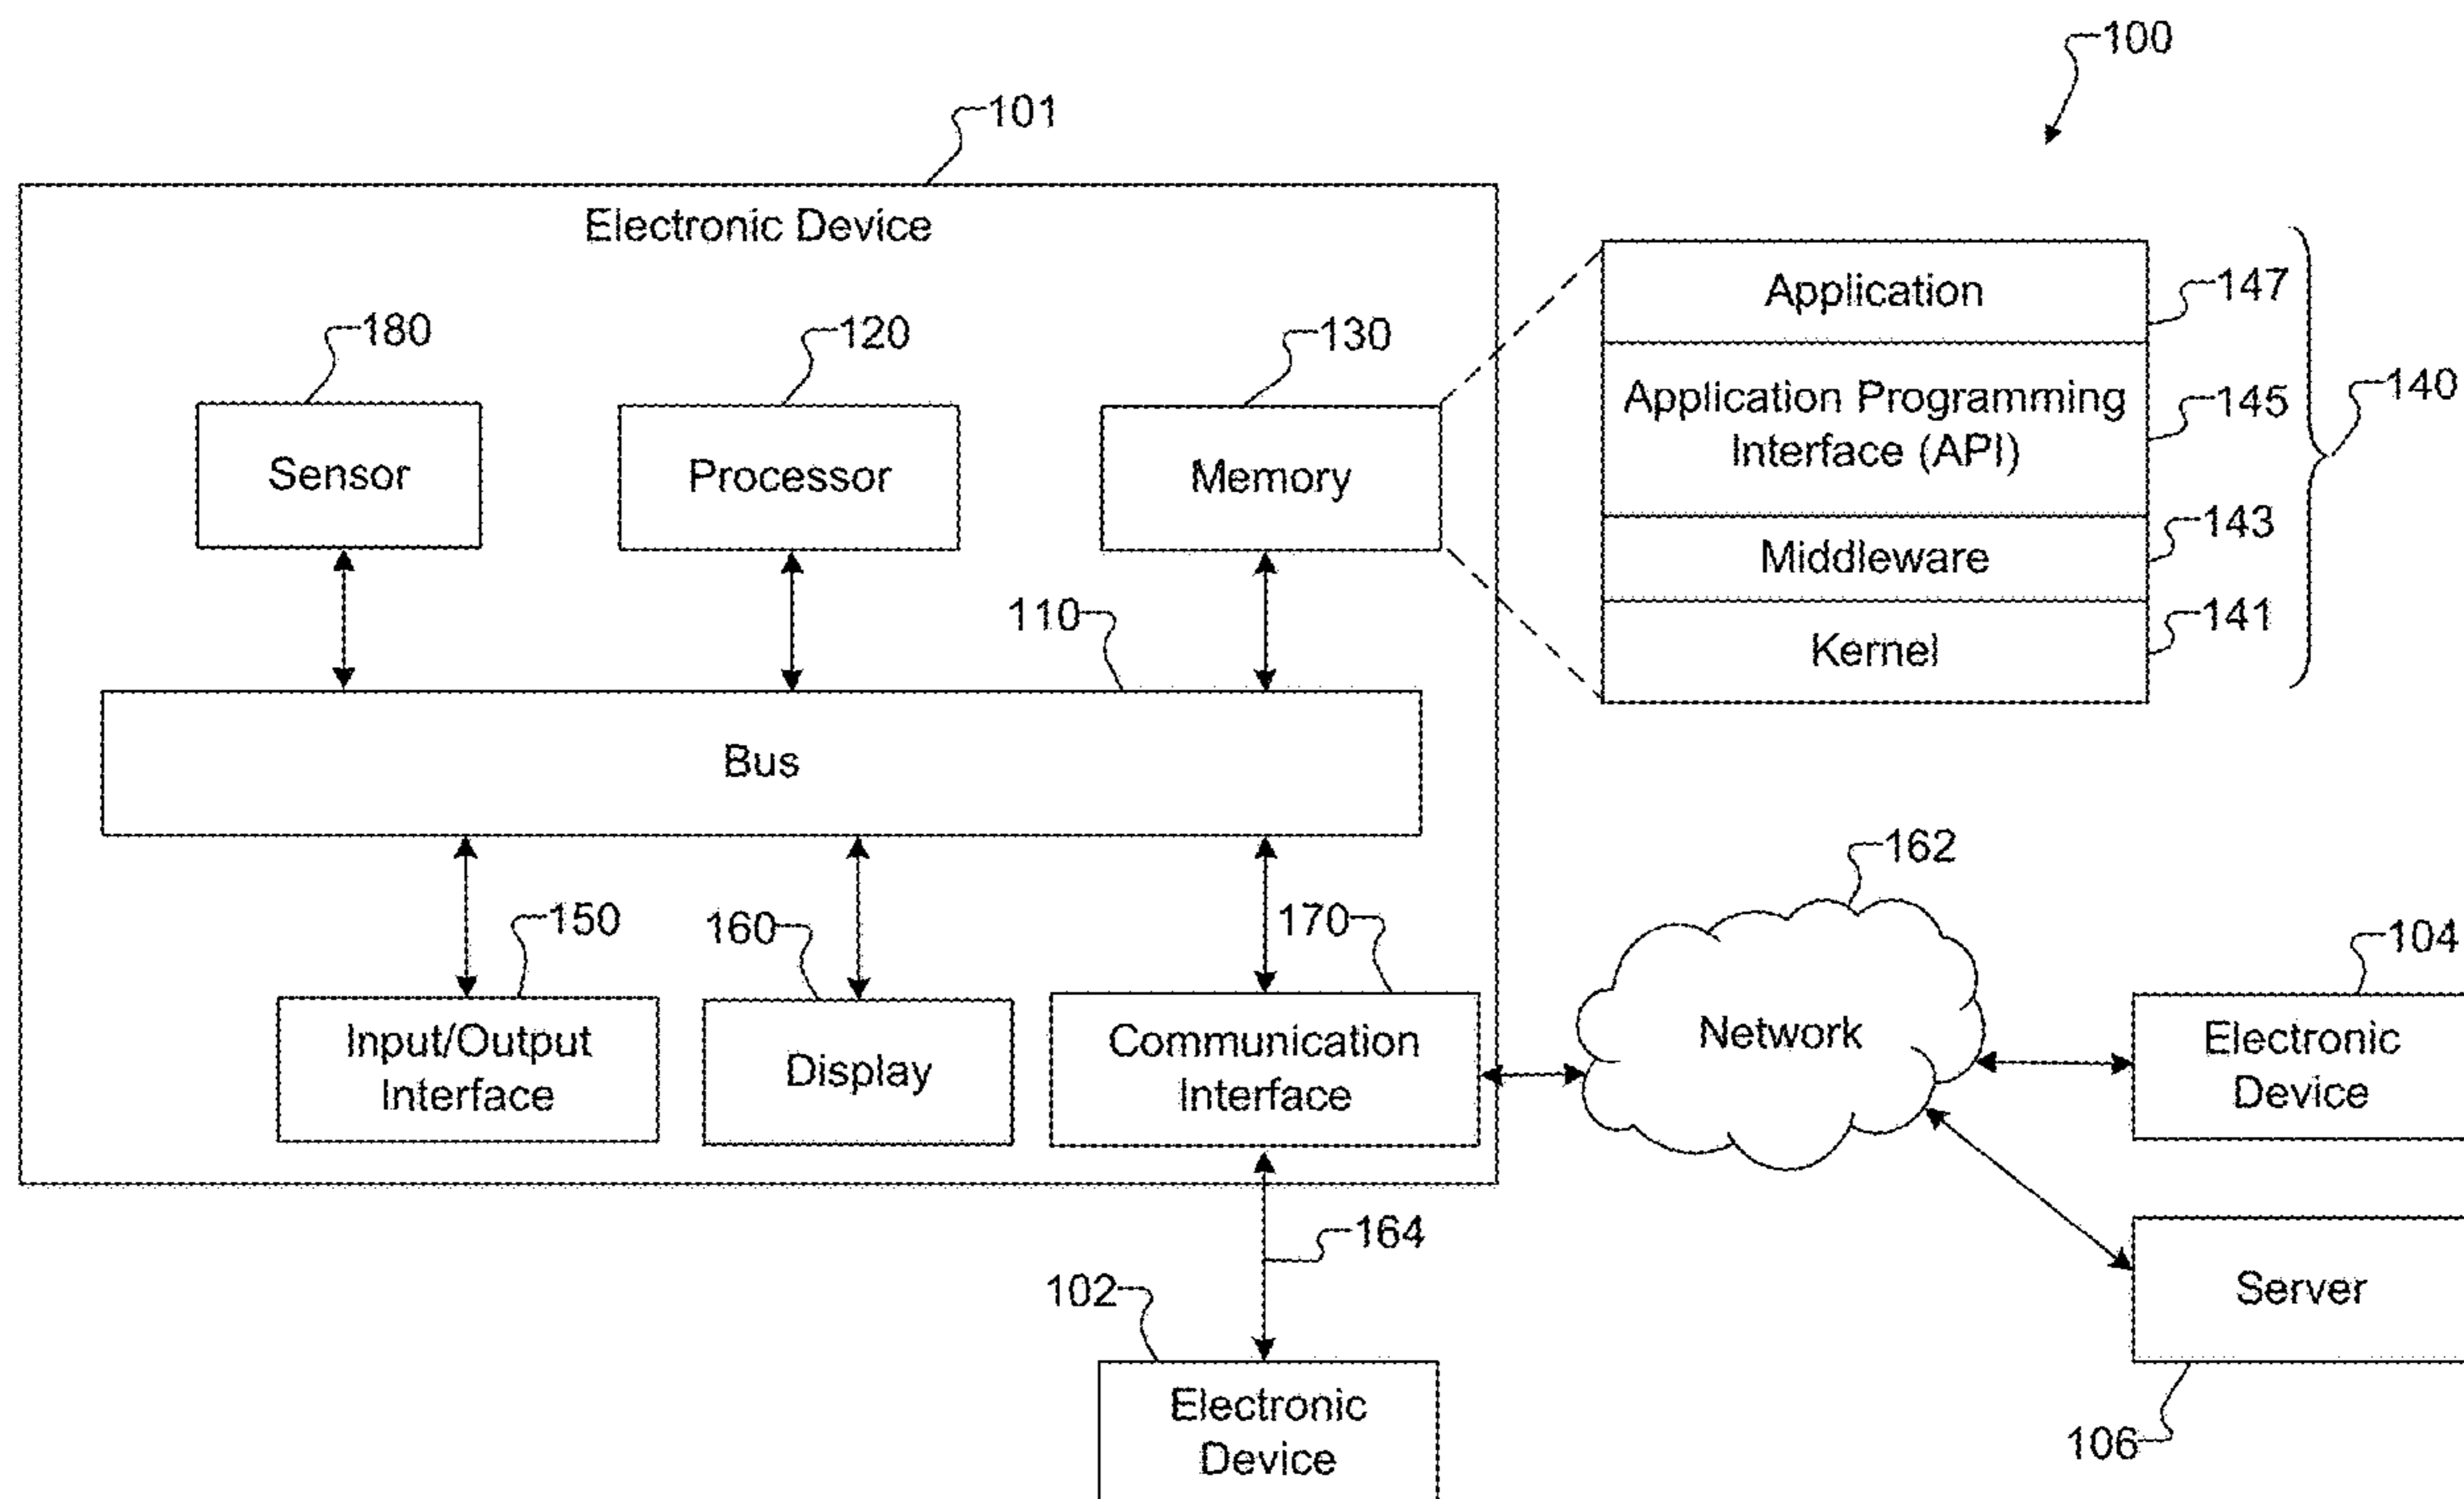 100
101
Electronic Device
180
120
130
Sensor
Processor
Memory
Application
147
Application Programming
Interface (API)
145
140
Middleware
143
Kernel
141
110
Bus
150
160
170
Input/Output
Interface
Display
Communication
Interface
162
Network
104
Electronic
Device
164
102
Electronic
Device
Server
106